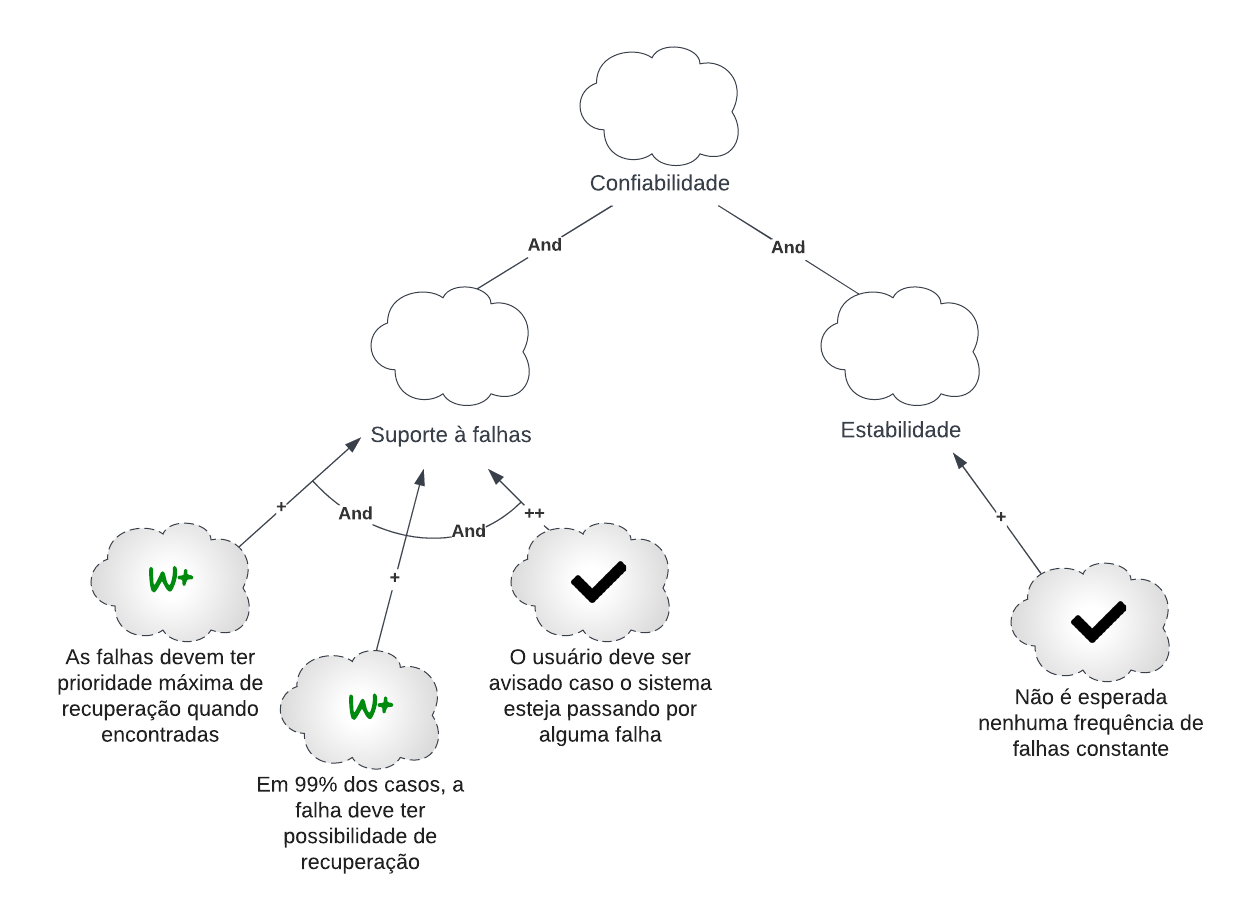 Confiabilidade
And
And
Suporte à falhas
Estabilidade
+
And
And
++
+
+
W+
As falhas devem ter
prioridade máxima de
recuperação quando
encontradas
W+
Em 99% dos casos, a
falha deve ter
possibilidade de
recuperação
O usuário deve ser
avisado caso o sistema
esteja passando por
alguma falha
Não é esperada
nenhuma frequência de
falhas constante